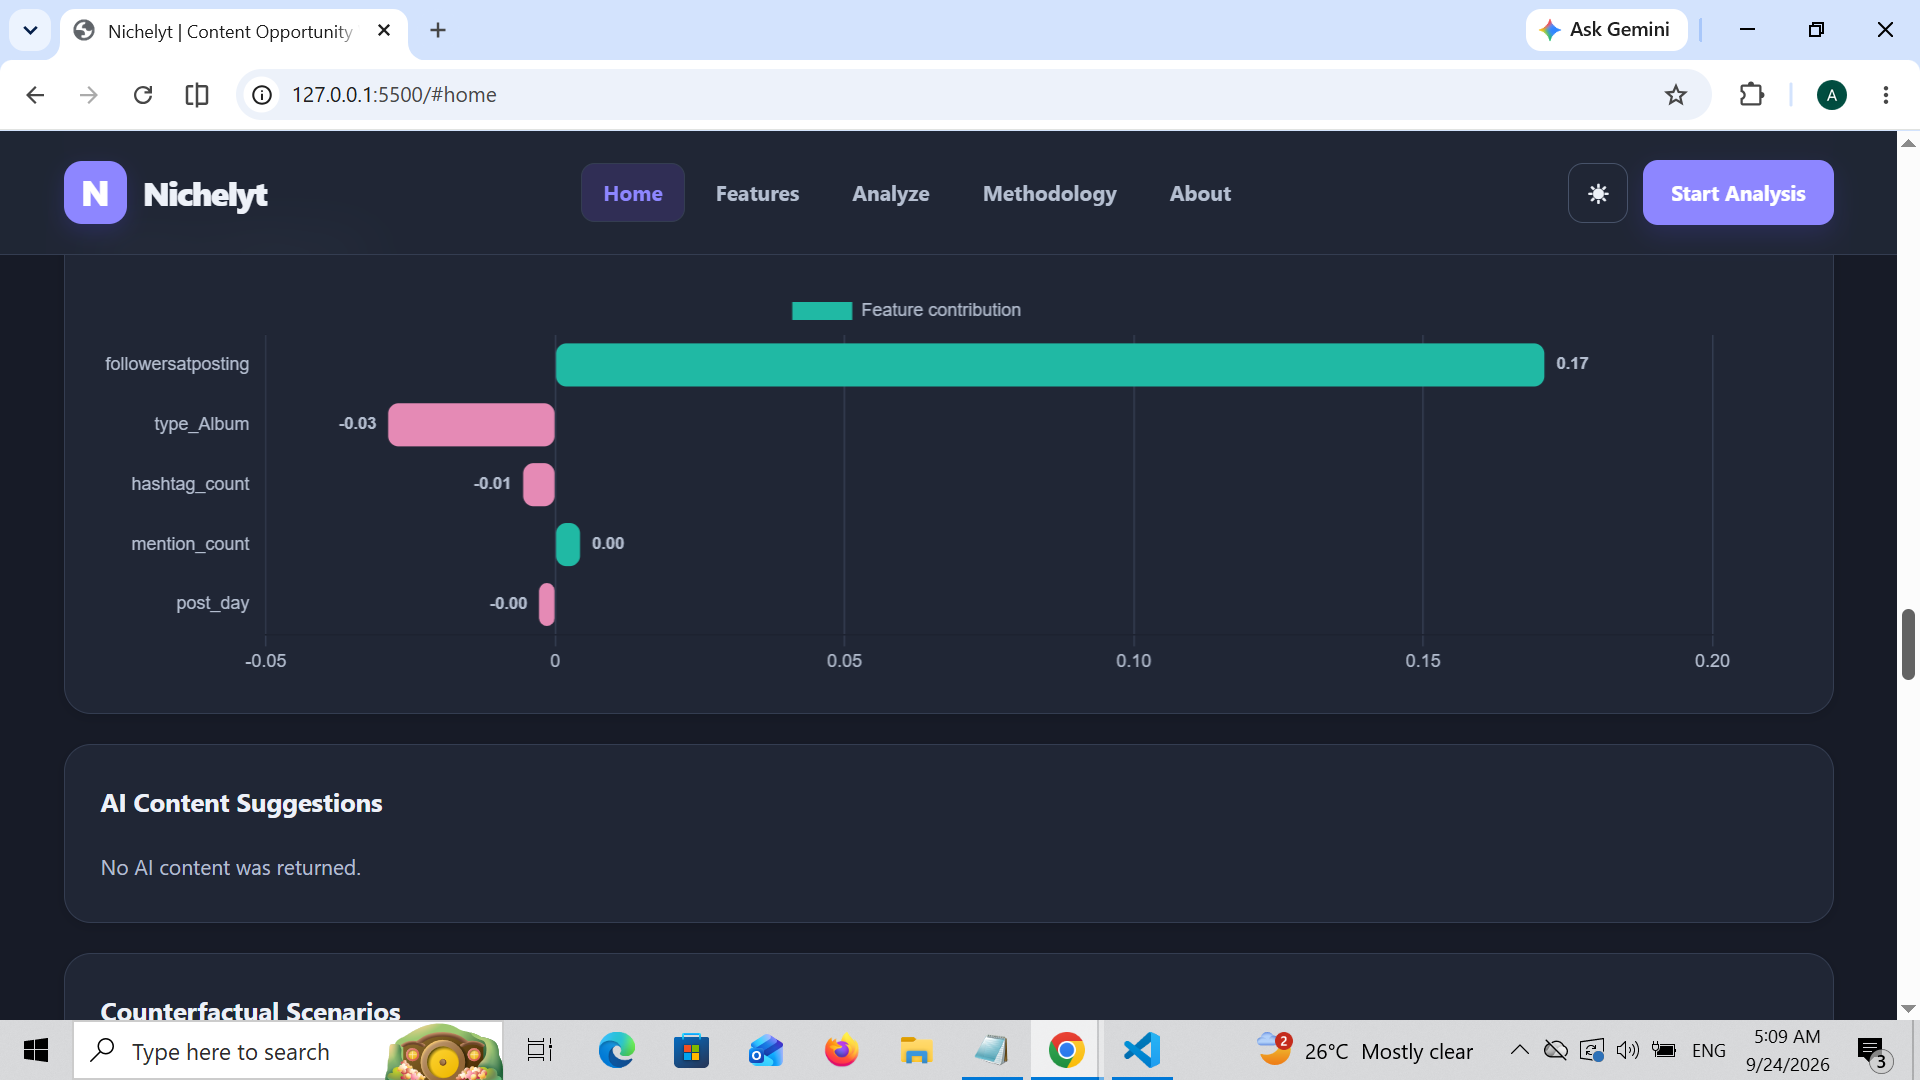 Nichelyt | Content Opportunity
Ask Gemini
127.0.0.1:5500/#home
A
N
Nichelyt
Home
Features
Analyze
Methodology
About
Start Analysis
Feature contribution
followersatposting
0.17
type_Album
-0.03
hashtag_count
-0.01
mention_count
0.00
post_day
-0.00
-0.05
0
0.05
0.10
0.15
0.20
AI Content Suggestions
No AI content was returned.
Counterfactual Scenarios
Type here to search
2
26°C Mostly clear
ENG
5:09 AM
9/24/2026
3